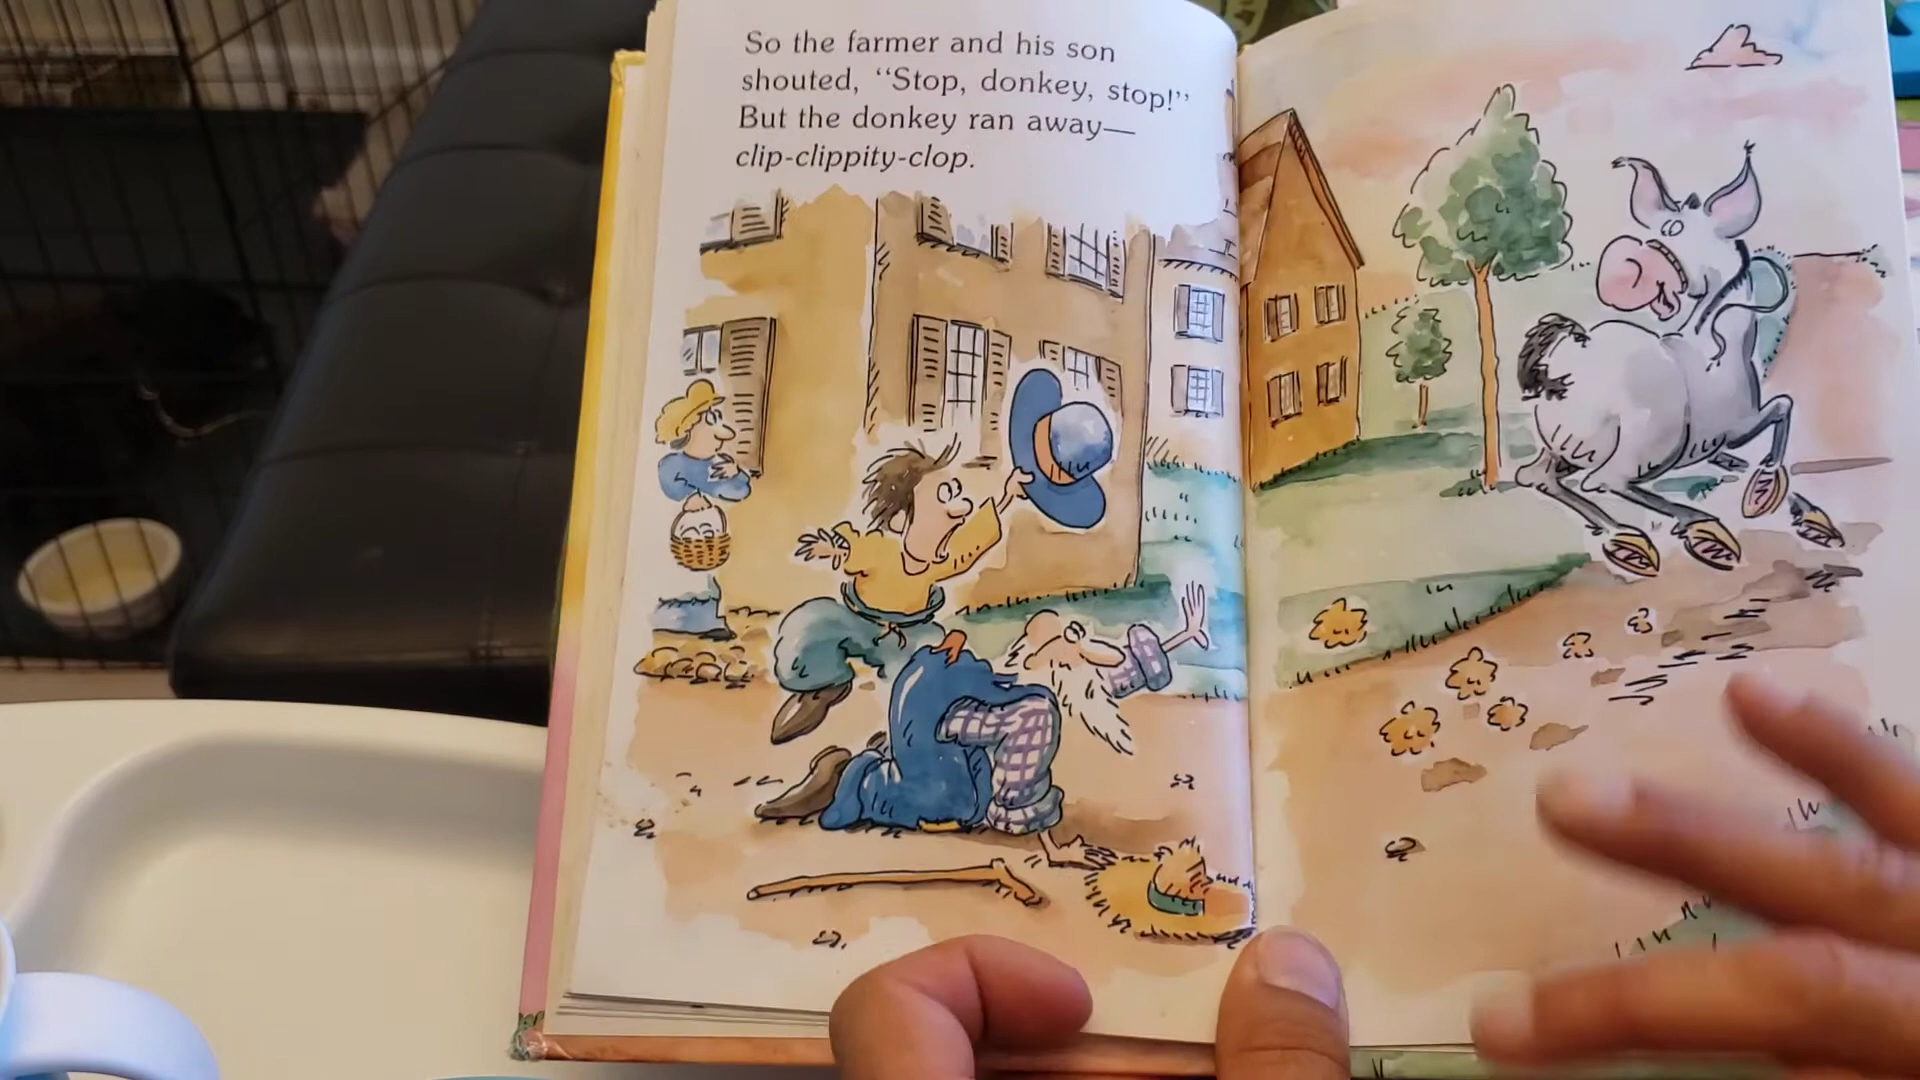 So the farmer and his son
shouted, “Stop, donkey, stop!”
But the donkey ran away—
clip-clippity-clop.